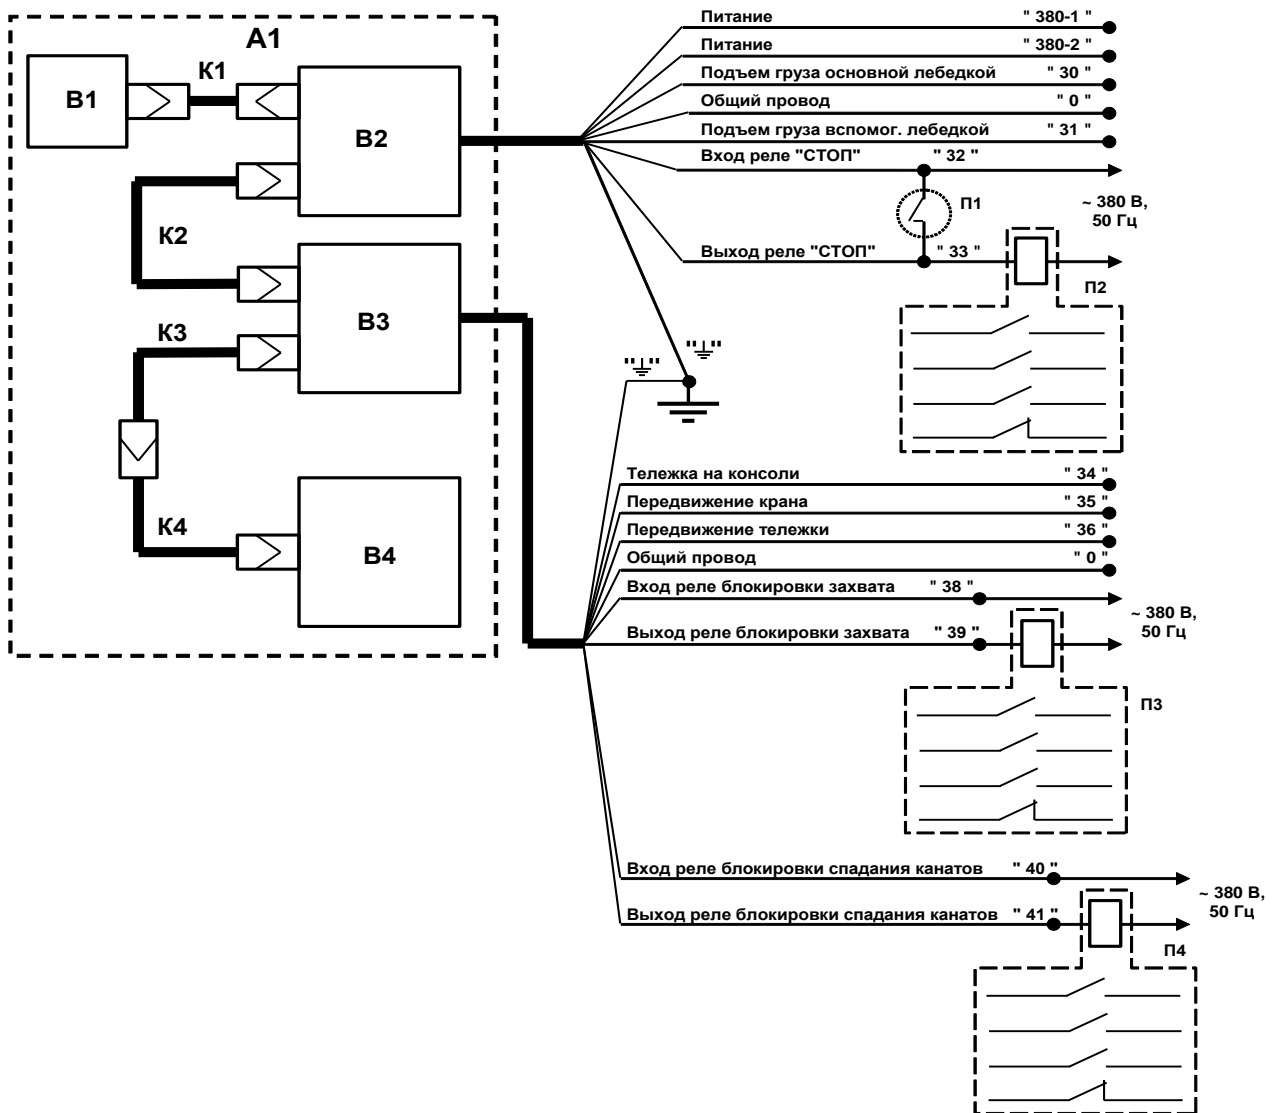 А1
В1
К1
В2
К2
В3
К3
К4
В4
Питание " 380-1 "
Питание " 380-2 "
Подъем груза основной лебедкой " 30 "
Общий провод " 0 "
Подъем груза вспомог. лебедкой " 31 "
Вход реле "СТОП" " 32 "
П1
~ 380 В,
50 Гц
Выход реле "СТОП" " 33 "
П2
Тележка на консоли " 34 "
Передвижение крана " 35 "
Передвижение тележки " 36 "
Общий провод " 0 "
Вход реле блокировки захвата " 38 "
~ 380 В,
50 Гц
Выход реле блокировки захвата " 39 "
П3
Вход реле блокировки спадания канатов " 40 "
~ 380 В,
50 Гц
Выход реле блокировки спадания канатов " 41 "
П4